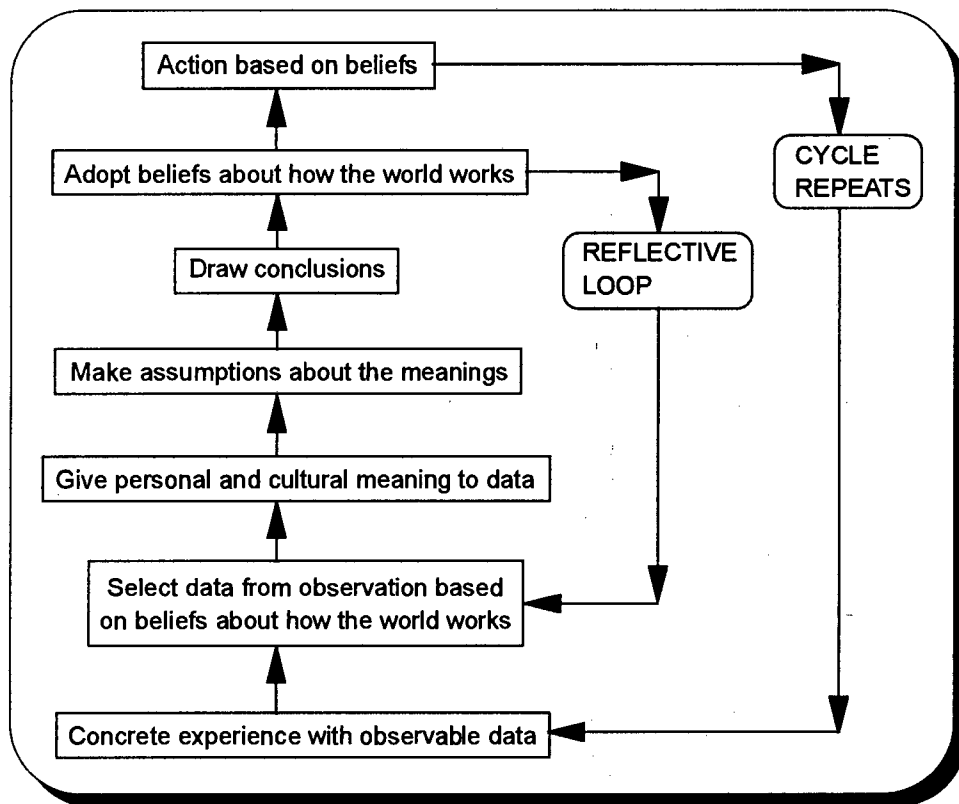 Action based on beliefs
CYCLE
REPEATS
Adopt beliefs about how the world works
REFLECTIVE
LOOP
Draw conclusions
Make assumptions about the meanings
Give personal and cultural meaning to data
Select data from observation based
on beliefs about how the world works
Concrete experience with observable data